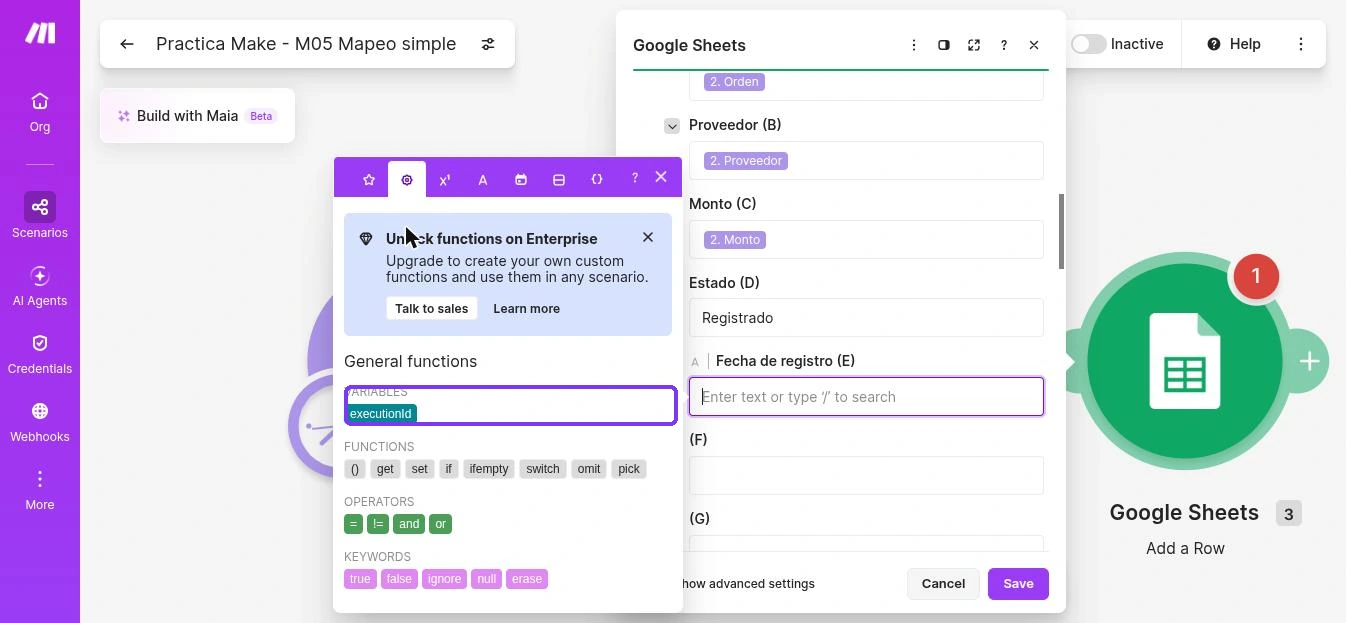 Practica Make - M05 Mapeo simple
Build with Maia Beta
Org
Scenarios
AI Agents
Credentials
Webhooks
More
Unlock functions on Enterprise
Upgrade to create your own custom
functions and use them in any scenario.
Talk to sales Learn more
General functions
VARIABLES
executionId
FUNCTIONS
() get set if ifempty switch omit pick
OPERATORS
= != and or
KEYWORDS
true false ignore null erase
A
?
Google Sheets
?
2. Orden
Proveedor (B)
2. Proveedor
Monto (C)
2. Monto
Estado (D)
Registrado
A Fecha de registro (E)
Enter text or type ‘/’ to search
(F)
(G)
how advanced settings
Cancel Save
Inactive
Help
1
Google Sheets 3
Add a Row